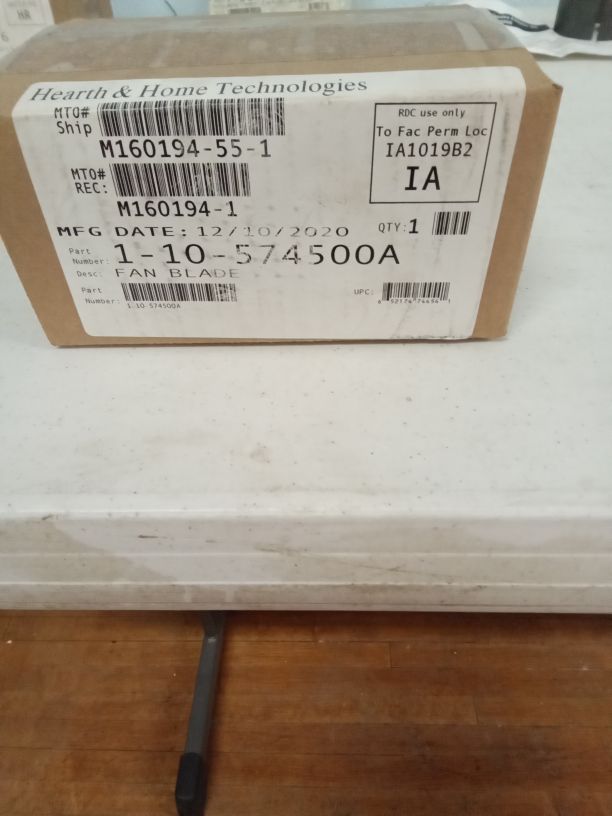 HR
6
Hearth & Home Technologies
MTO#
Ship
M160194-55-1
MTO#
REC:
M160194-1
RDC use only
To Fac Perm Loc
IA1019B2
IA
MFG DATE: 12/10/2020
QTY: 1
Part
Number: 1-10-574500A
Desc: FAN BLADE
Part
Number:
1-10-574500A
UPC: